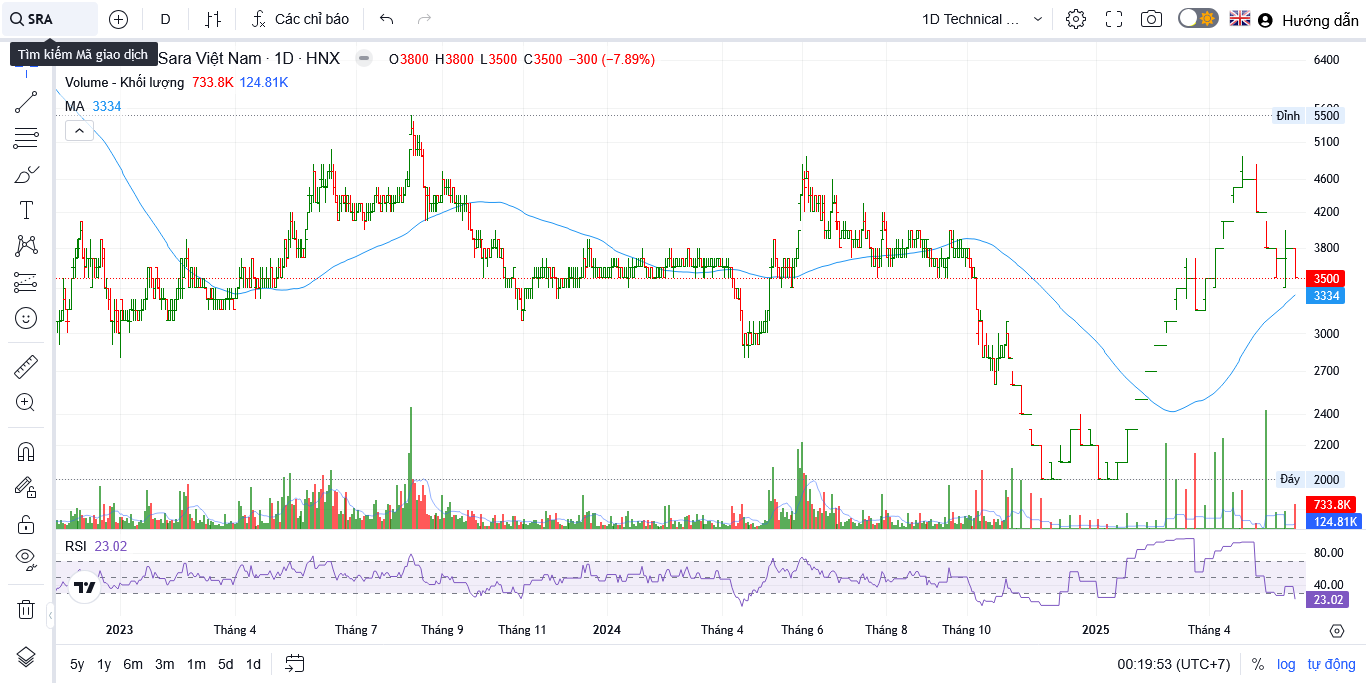 SRA
D
Các chỉ báo
1D Technical ...
Hướng dẫn
Tìm kiếm Mã giao dịch
Sara Việt Nam · 1D · HNX
O3800 H3800 L3500 C3500 −300 (−7.89%)
Volume - Khối lượng 733.8K 124.81K
MA 3334
6400
5600
Đỉnh 5500
5100
4600
4200
3800
3500
3334
3000
2700
2400
2200
Đáy 2000
733.8K
124.81K
RSI 23.02
80.00
40.00
23.02
2023 Tháng 4 Tháng 7 Tháng 9 Tháng 11 2024 Tháng 4 Tháng 6 Tháng 8 Tháng 10 2025 Tháng 4
5y 1y 6m 3m 1m 5d 1d
00:19:53 (UTC+7) % log tự động